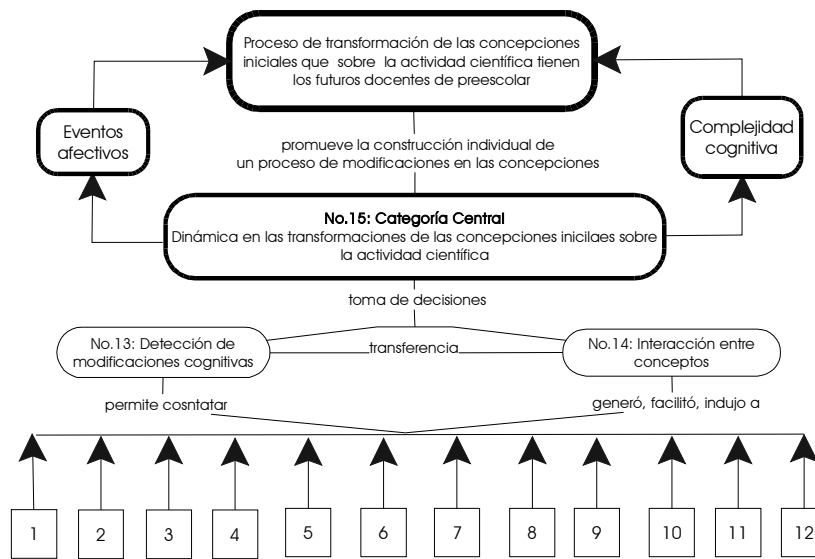 Proceso de transformación de las concepciones
iniciales que sobre la actividad científica tienen
los futuros docentes de preescolar
Eventos
afectivos
Complejidad
cognitiva
promueve la construcción individual de
un proceso de modificaciones en las concepciones
No.15: Categoría Central
Dinámica en las transformaciones de las concepciones inicilaes sobre
la actividad científica
toma de decisiones
No.13: Detección de
modificaciones cognitivas
transferencia
No.14: Interacción entre
conceptos
permite cosntatar
generó, facilitó, indujo a
1 2 3 4 5 6 7 8 9 10 11 12